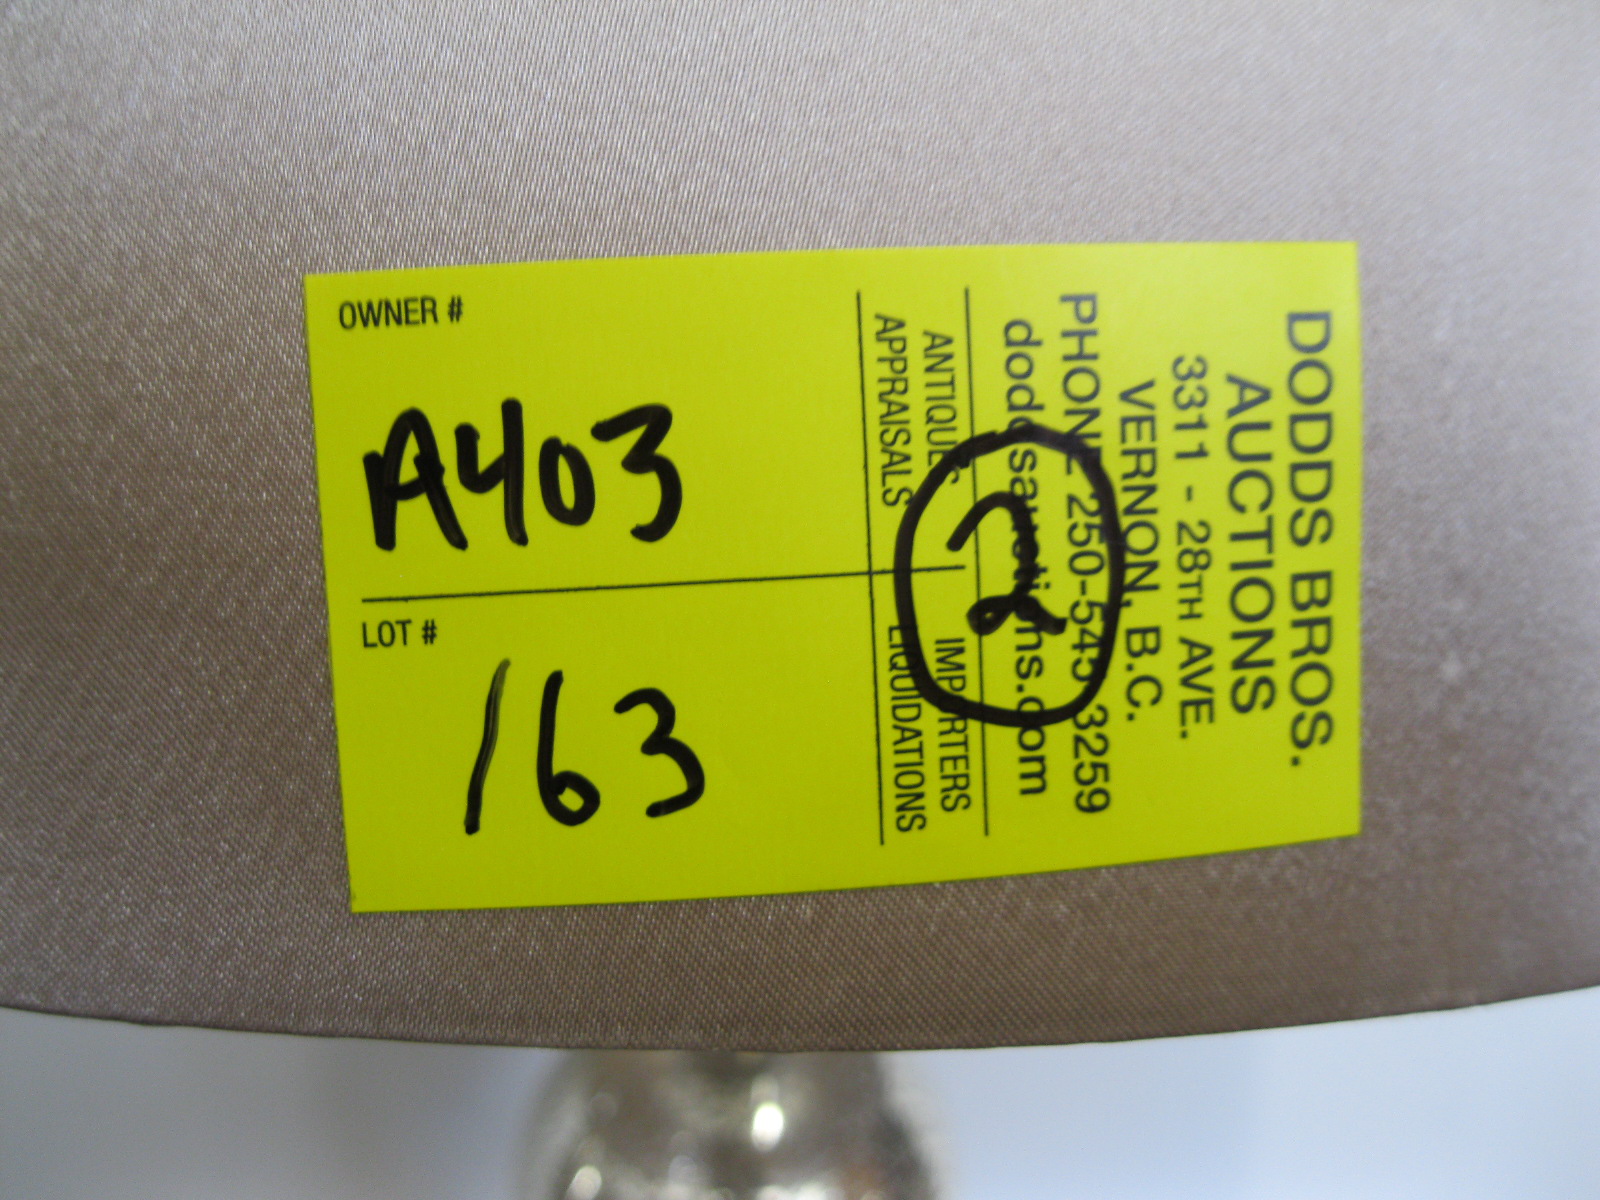 OWNER #
A403
LOT #
163
DODDS BROS.
AUCTIONS
3311 - 28TH AVE.
VERNON, B.C.
PHONE 250-545-3259
doddsauctions.com
ANTIQUES | IMPORTERS
APPRAISALS LIQUIDATIONS
2